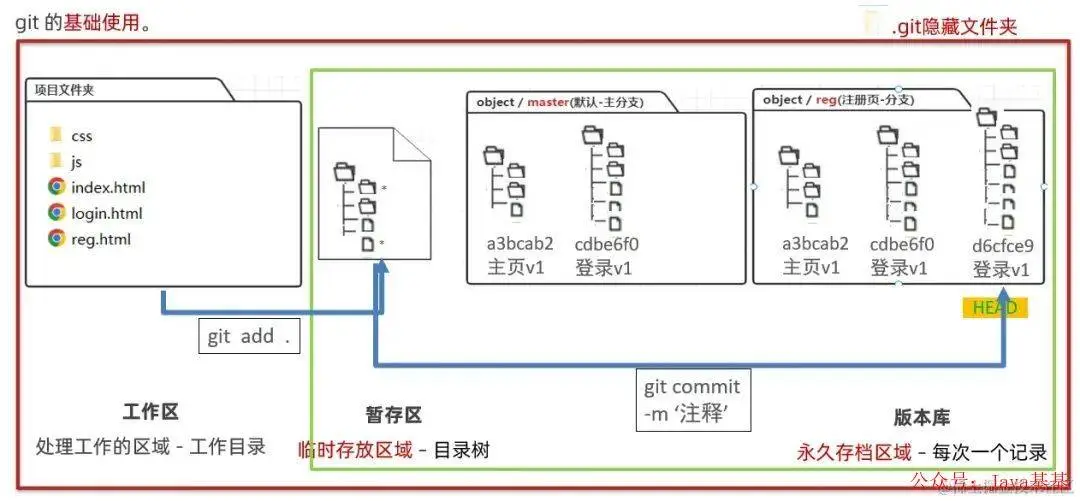 git 的基础使用。
.git隐藏文件夹
项目文件夹
css
js
index.html
login.html
reg.html
object / master(默认-主分支)
a3bcab2
主页v1
cdbe6f0
登录v1
object / reg(注册页-分支)
a3bcab2
主页v1
cdbe6f0
登录v1
d6cfce9
登录v1
HEAD
git add .
git commit
-m ‘注释’
工作区
处理工作的区域 - 工作目录
暂存区
临时存放区域 - 目录树
版本库
永久存档区域 - 每次一个记录
公众号：Java基基